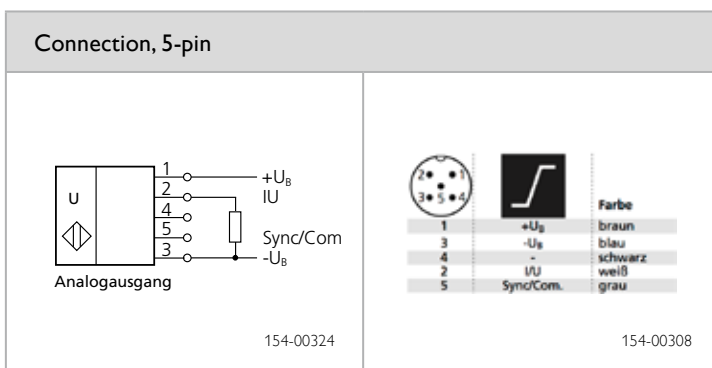 Connection, 5-pin
U
1
2
4
5
3
+UB
IU
Sync/Com
-UB
Analogausgang
154-00324
2 1
3 5 4
Farbe
1 +UB braun
3 -UB blau
4 - schwarz
2 I/U weiß
5 Sync/Com. grau
154-00308